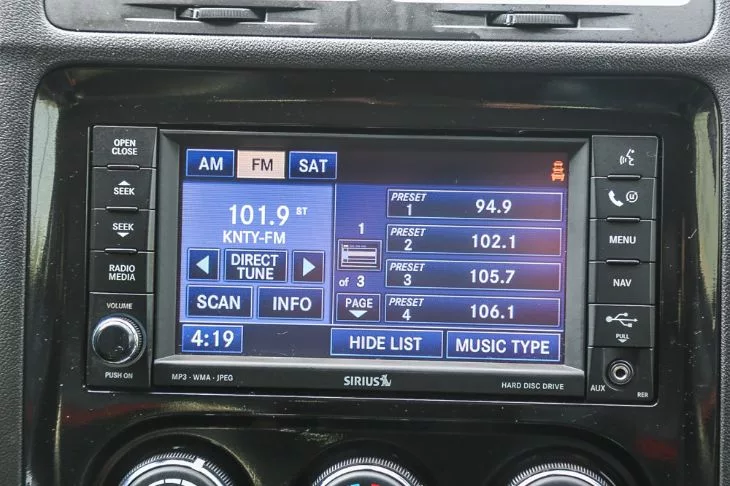 OPEN
CLOSE
SEEK
SEEK
RADIO
MEDIA
VOLUME
PUSH ON
AM FM SAT
101.9 ST
KNTY-FM
DIRECT
TUNE
SCAN INFO
4:19
1
of 3
PAGE
PRESET
1 94.9
PRESET
2 102.1
PRESET
3 105.7
PRESET
4 106.1
HIDE LIST MUSIC TYPE
MP3 · WMA · JPEG SIRIUS HARD DISC DRIVE
MENU
NAV
PULL
AUX
RER